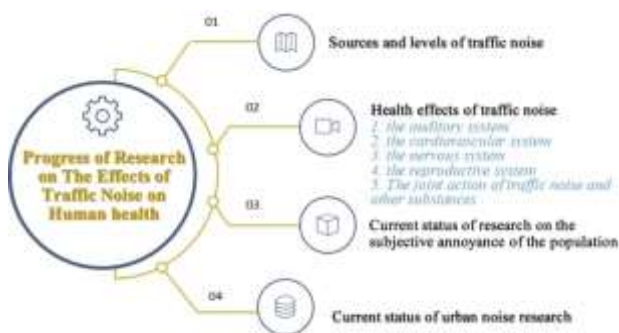 Progress of Research
on The Effects of
Traffic Noise on
Human health
01
Sources and levels of traffic noise
02
Health effects of traffic noise
1. the auditory system
2. the cardiovascular system
3. the nervous system
4. the reproductive system
5. The joint action of traffic noise and
other substances
03
Current status of research on the
subjective annoyance of the population
04
Current status of urban noise research